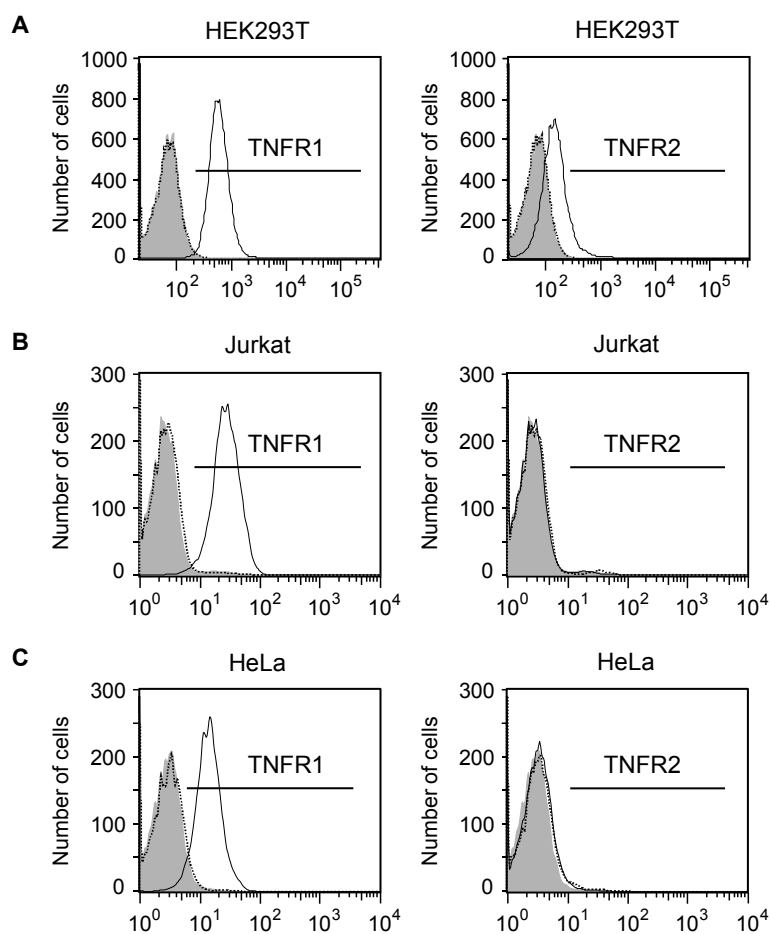 A
HEK293T
HEK293T
Number of cells
1000
800
600
400
200
0
TNFR1
10² 10³ 10⁴ 10⁵
Number of cells
1000
800
600
400
200
0
TNFR2
10² 10³ 10⁴ 10⁵
B
Jurkat
Jurkat
Number of cells
300
200
100
0
TNFR1
10⁰ 10¹ 10² 10³ 10⁴
Number of cells
300
200
100
0
TNFR2
10⁰ 10¹ 10² 10³ 10⁴
C
HeLa
HeLa
Number of cells
300
200
100
0
TNFR1
10⁰ 10¹ 10² 10³ 10⁴
Number of cells
300
200
100
0
TNFR2
10⁰ 10¹ 10² 10³ 10⁴